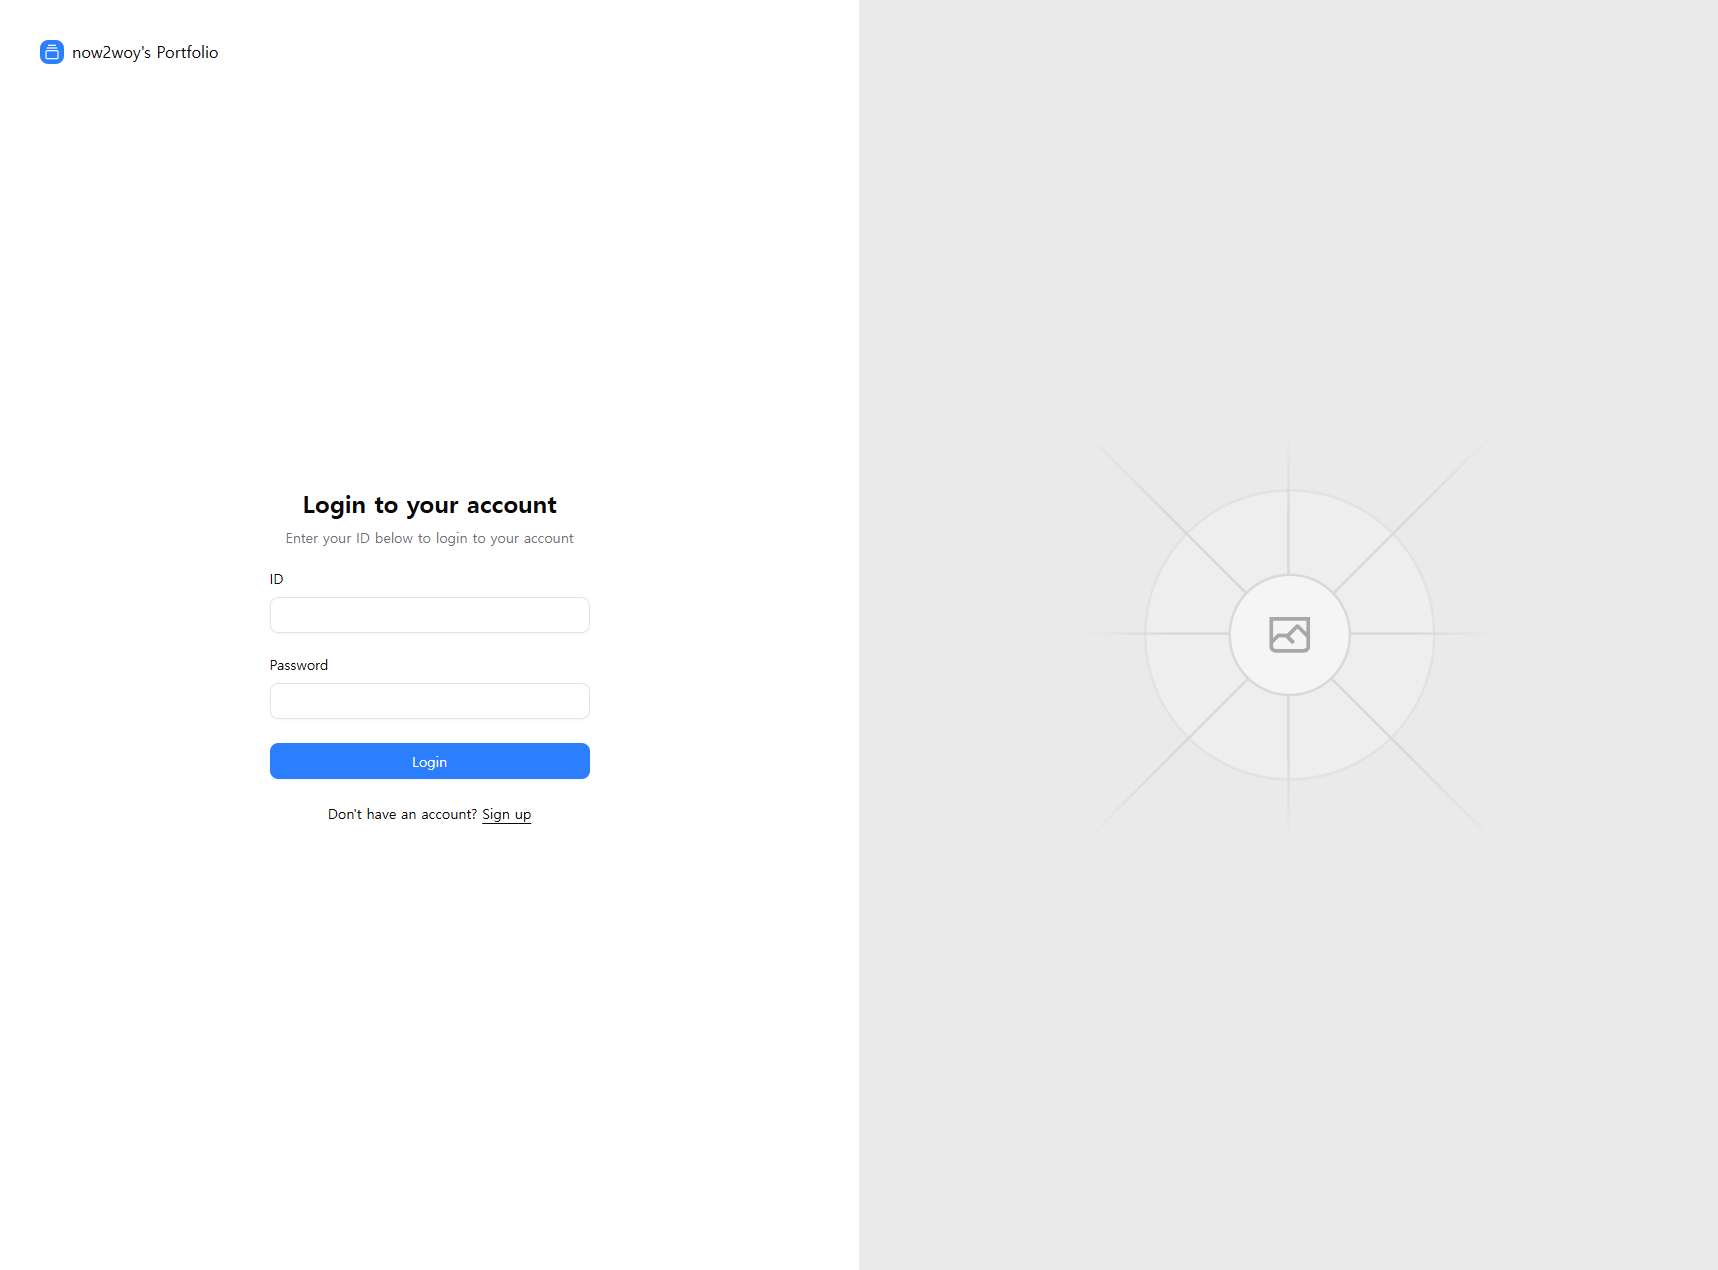 now2woy's Portfolio
Login to your account
Enter your ID below to login to your account
ID
Password
Login
Don't have an account? Sign up